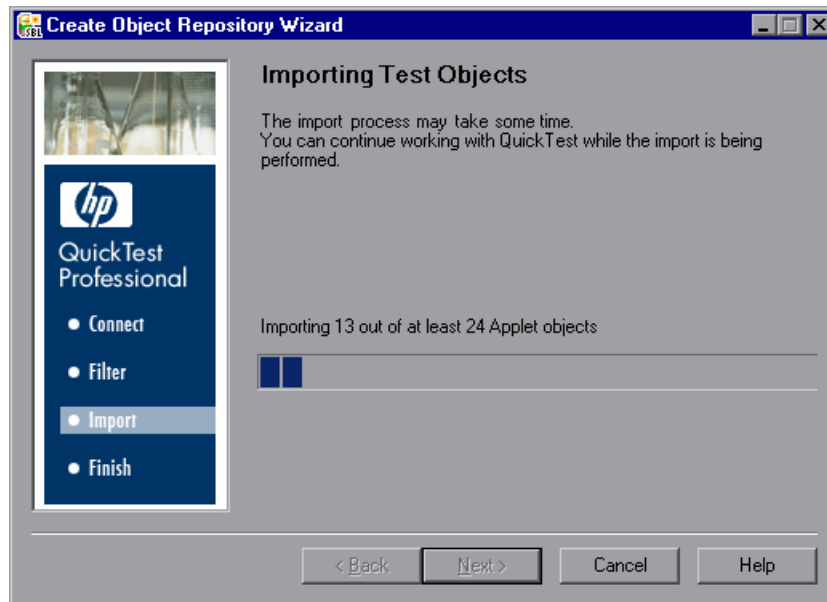 SBL Create Object Repository Wizard
Importing Test Objects
The import process may take some time.
You can continue working with QuickTest while the import is being
performed.
hp
QuickTest
Professional
Connect
Filter
Import
Finish
Importing 13 out of at least 24 Applet objects
< Back
Next >
Cancel
Help